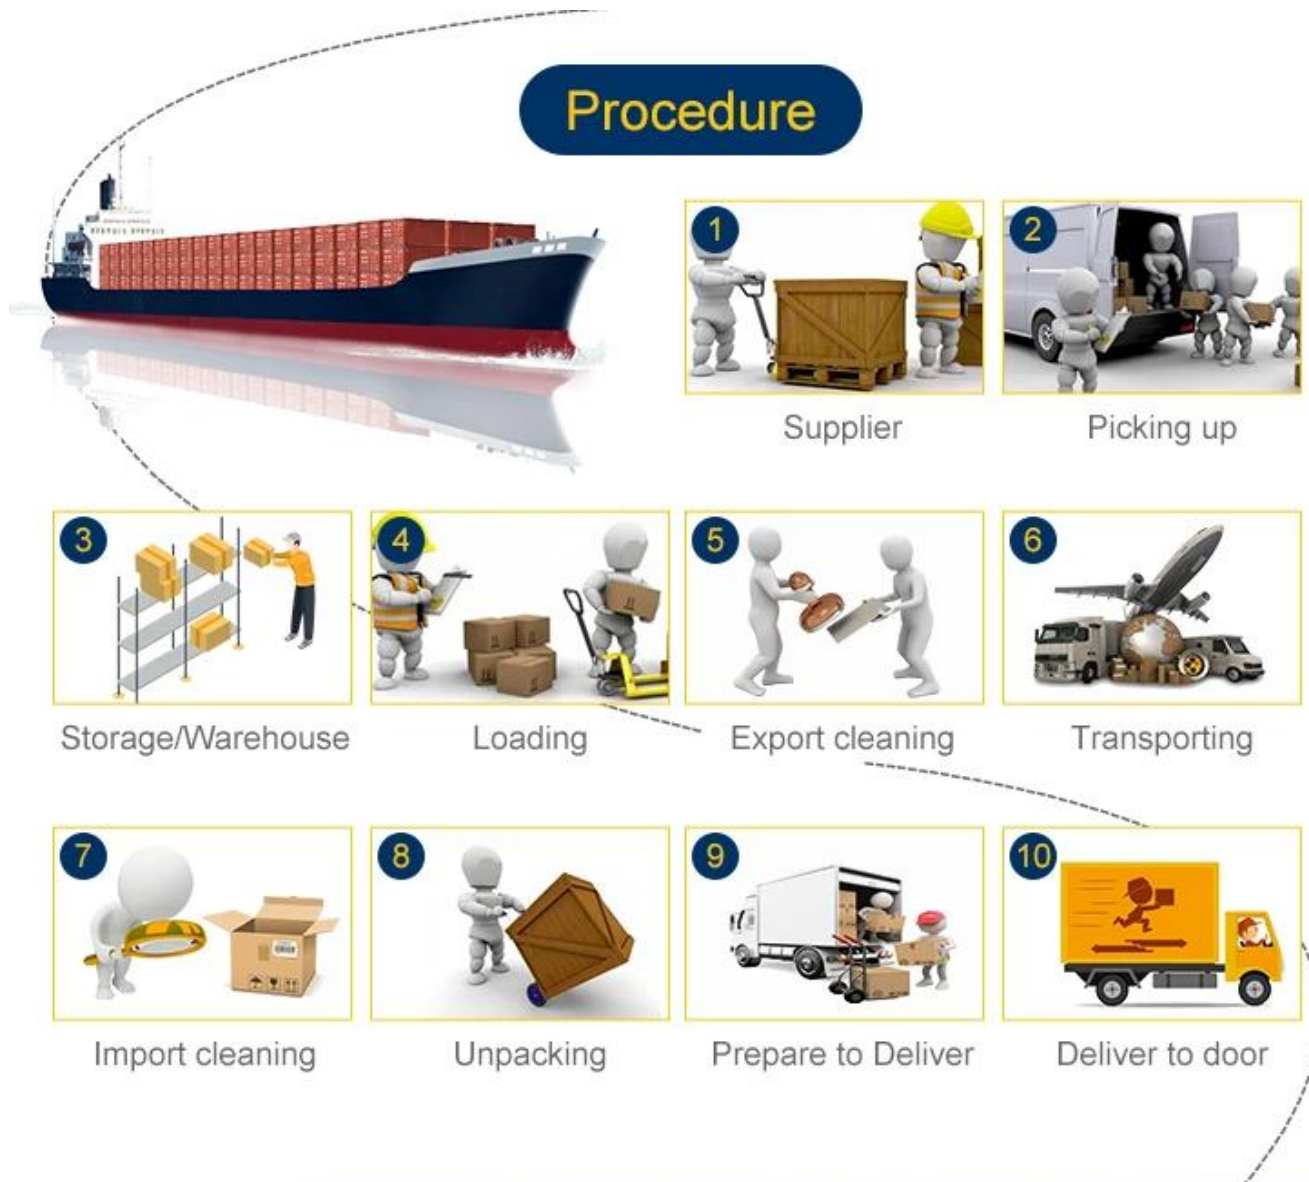 Procedure
1
2
Supplier
Picking up
3
4
5
6
Storage/Warehouse
Loading
Export cleaning
Transporting
7
8
9
10
Import cleaning
Unpacking
Prepare to Deliver
Deliver to door